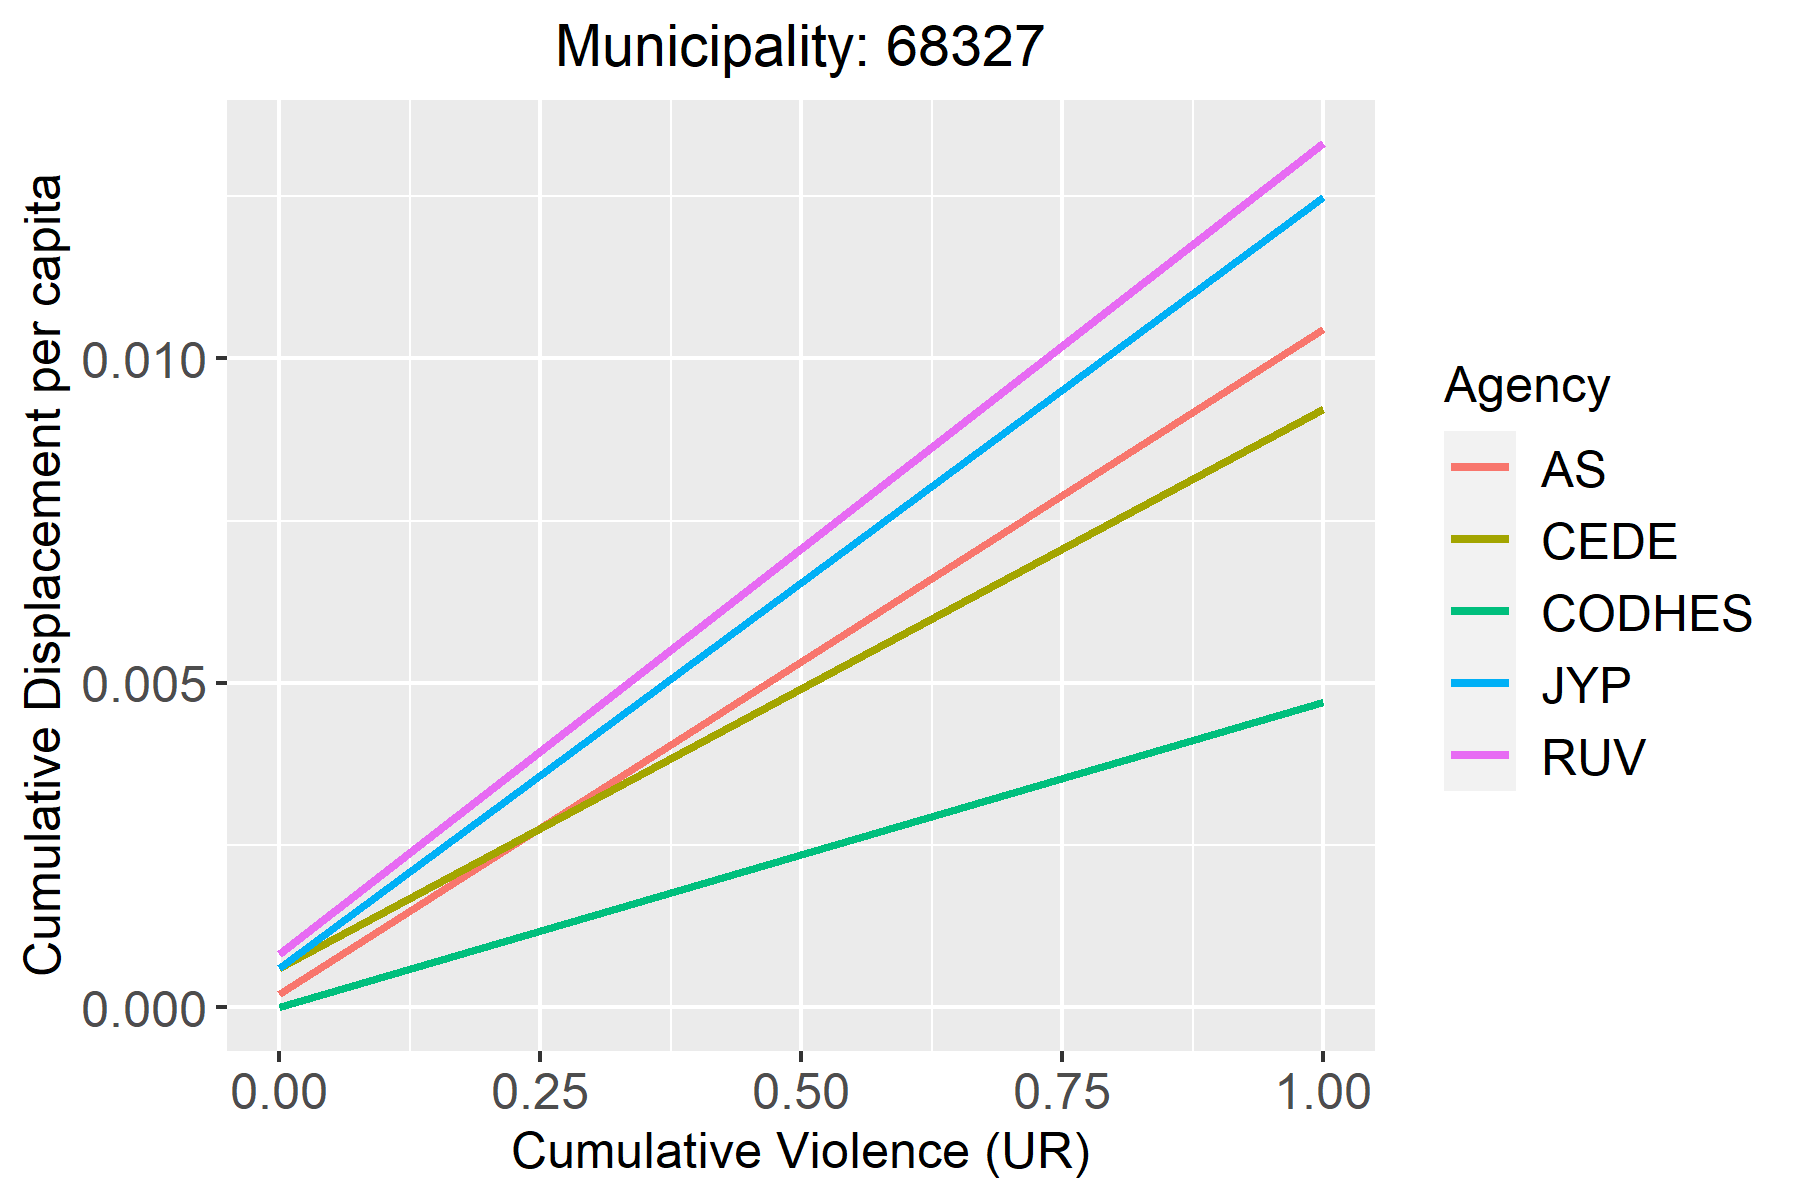 Municipality: 68327
Cumulative Displacement per capita
0.010
0.005
0.000
0.00 0.25 0.50 0.75 1.00
Cumulative Violence (UR)
Agency
AS
CEDE
CODHES
JYP
RUV